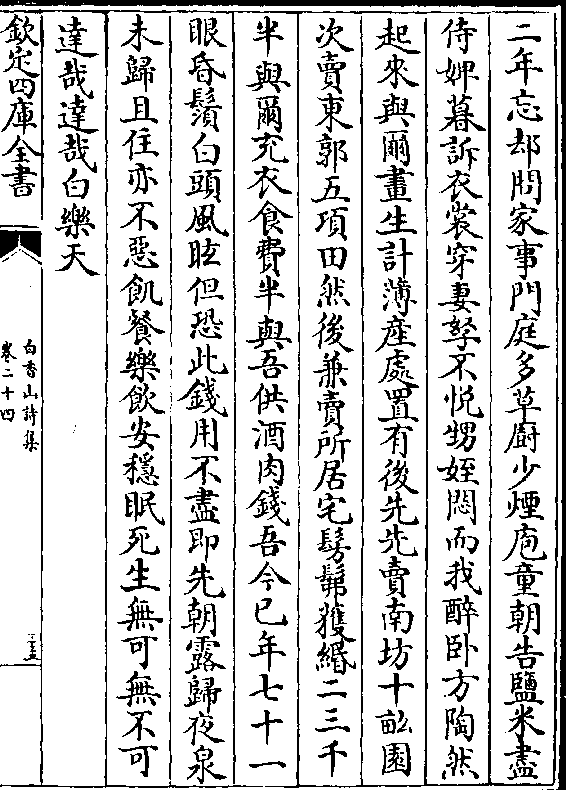 二年忘却問家事門庭多草廚少煙庖童朝告鹽米盡
侍婢暮訴衣裳穿妻孥不悦甥姪悶而我醉卧方陶然
起來與爾畫生計薄産處置有後先先賣南坊十畝園
次賣東郭五項田然後兼賣所居宅髣髴獲緡二三千
半與爾充衣食費半與吾供酒肉錢吾今已年七十一
眼昏鬚白頭風眩但恐此錢用不盡即先朝露歸夜泉
未歸且住亦不惡飢餐樂飲安穩眠死生無可無不可
達哉達哉白樂天
欽定四庫全書
白香山詩集
卷二十四